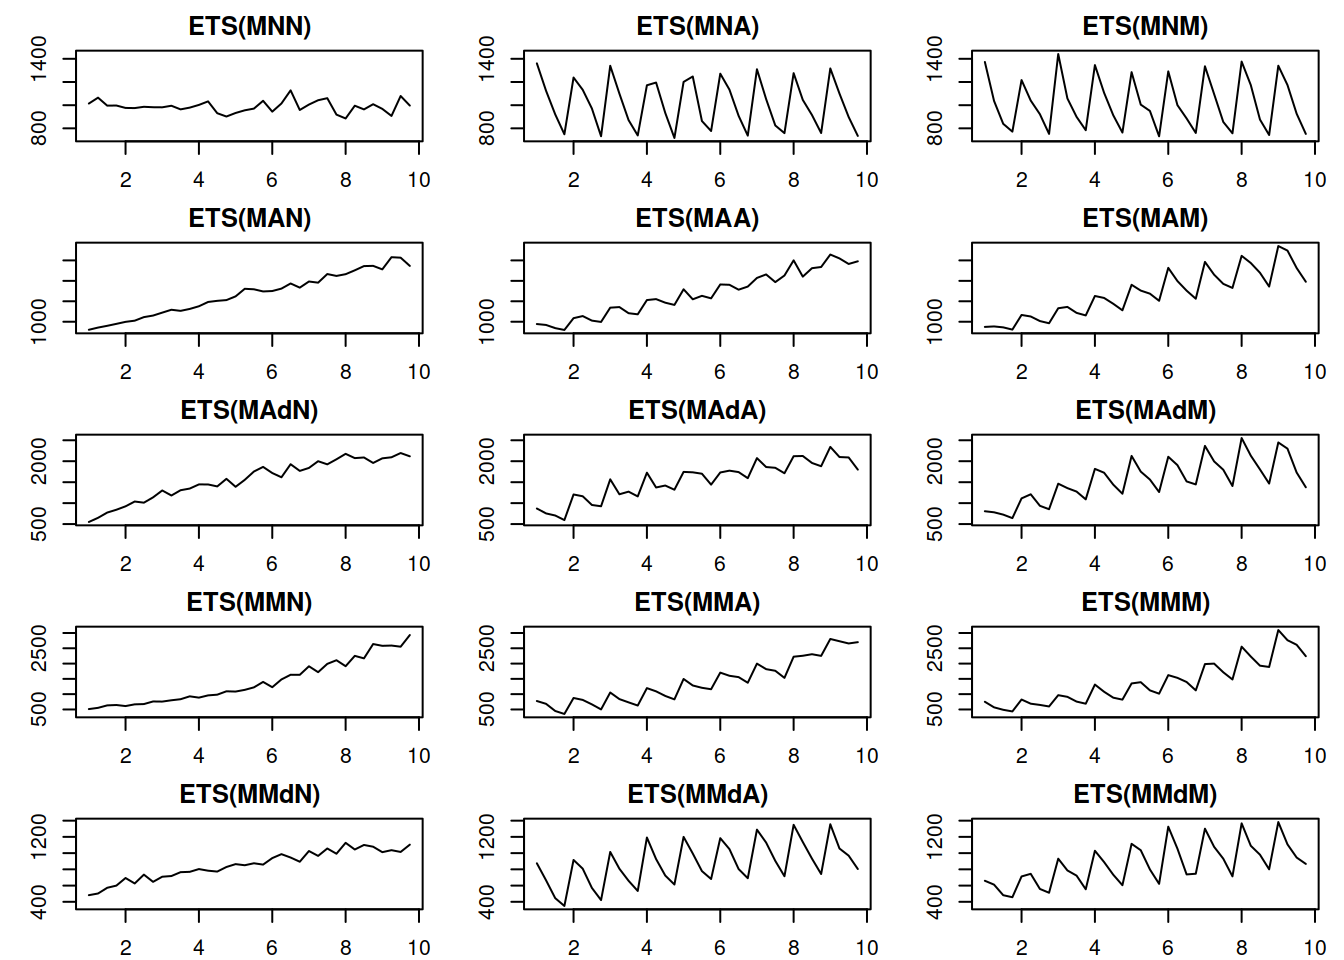 ETS(MNN) ETS(MNA) ETS(MNM)
1400 1400 1400
800 800 800
2 4 6 8 10 2 4 6 8 10 2 4 6 8 10
ETS(MAN) ETS(MAA) ETS(MAM)
1000 1000 1000
2 4 6 8 10 2 4 6 8 10 2 4 6 8 10
ETS(MAdN) ETS(MAdA) ETS(MAdM)
2000 2000 2000
500 500 500
2 4 6 8 10 2 4 6 8 10 2 4 6 8 10
ETS(MMN) ETS(MMA) ETS(MMM)
2500 2500 2500
500 500 500
2 4 6 8 10 2 4 6 8 10 2 4 6 8 10
ETS(MMdN) ETS(MMdA) ETS(MMdM)
1200 1200 1200
400 400 400
2 4 6 8 10 2 4 6 8 10 2 4 6 8 10